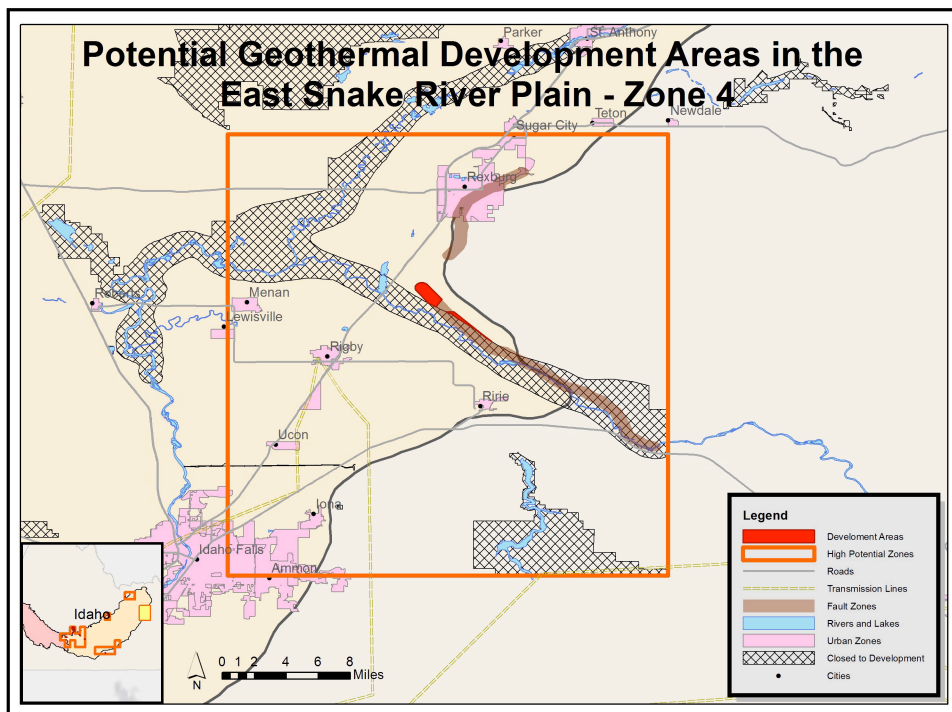 Potential Geothermal Development Areas in the
East Snake River Plain - Zone 4
Parker
St. Anthony
Teton
Newdale
Sugar City
Rexburg
Roberts
Menan
Lewisville
Rigby
Ririe
Ucon
Iona
Idaho Falls
Ammon
Idaho
N
0 1 2 4 6 8
Miles
Legend
Develoment Areas
High Potential Zones
Roads
Transmission Lines
Fault Zones
Rivers and Lakes
Urban Zones
Closed to Development
Cities